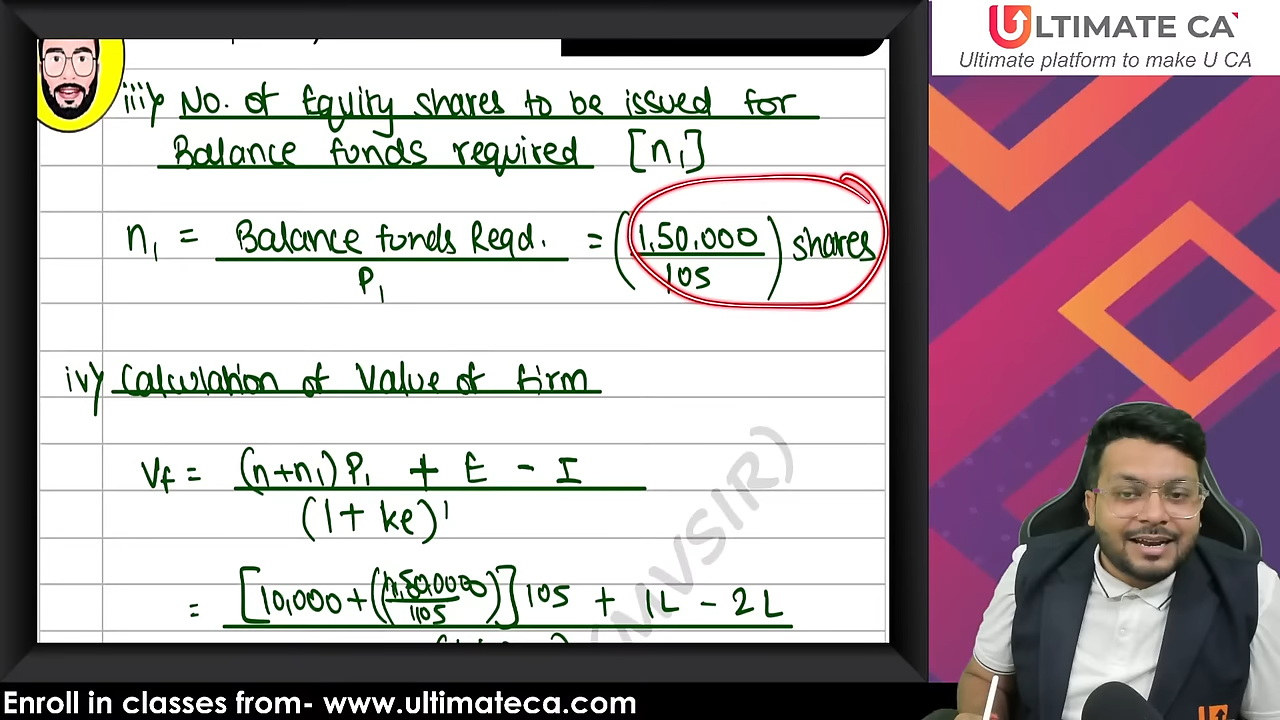 ULTIMATE CA
Ultimate platform to make U CA
iii) No. of Equity shares to be issued for
Balance funds required [n1]
n1 = Balance funds Reqd. / P1 = (1,50,000 / 105) shares
iv) Calculation of Value of firm
Vf = (n+n1) P1 + E - I / (1+ ke)1
= [10,000 + (1,50,000 / 105)] 105 + 1L - 2L
(MVSIR)
Enroll in classes from- www.ultimateca.com